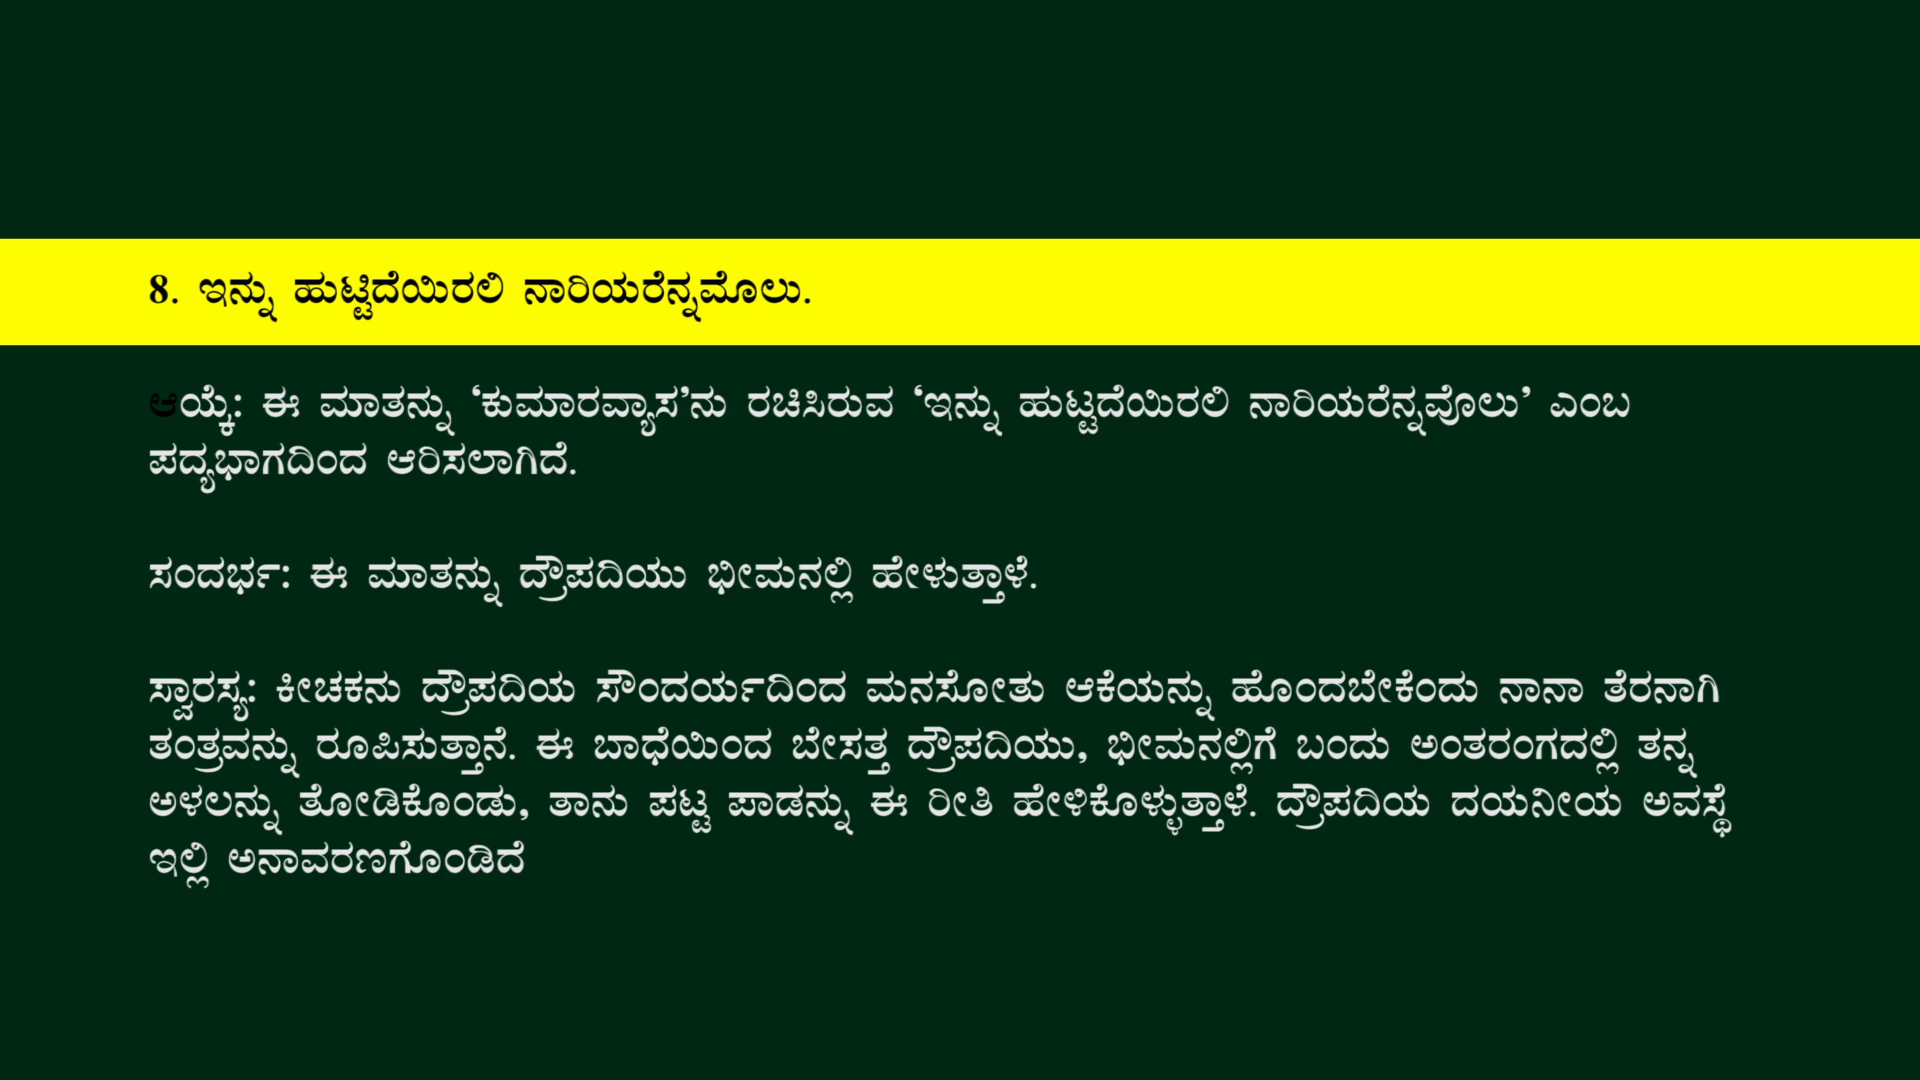 8. ಇನ್ನು ಹುಟ್ಟಿದೆಯಿರಲಿ ನಾರಿಯರೆನ್ನಮೊಲು.
ಆಯ್ಕೆ: ಈ ಮಾತನ್ನು ‘ಕುಮಾರವ್ಯಾಸ’ನು ರಚಿಸಿರುವ ‘ಇನ್ನು ಹುಟ್ಟದೆಯಿರಲಿ ನಾರಿಯರೆನ್ನವೊಲು’ ಎಂಬ
ಪದ್ಯಭಾಗದಿಂದ ಆರಿಸಲಾಗಿದೆ.
ಸಂದರ್ಭ: ಈ ಮಾತನ್ನು ದ್ರೌಪದಿಯು ಭೀಮನಲ್ಲಿ ಹೇಳುತ್ತಾಳೆ.
ಸ್ವಾರಸ್ಯ: ಕೀಚಕನು ದ್ರೌಪದಿಯ ಸೌಂದರ್ಯದಿಂದ ಮನಸೋತು ಆಕೆಯನ್ನು ಹೊಂದಬೇಕೆಂದು ನಾನಾ ತೆರನಾಗಿ
ತಂತ್ರವನ್ನು ರೂಪಿಸುತ್ತಾನೆ. ಈ ಬಾಧೆಯಿಂದ ಬೇಸತ್ತ ದ್ರೌಪದಿಯು, ಭೀಮನಲ್ಲಿಗೆ ಬಂದು ಅಂತರಂಗದಲ್ಲಿ ತನ್ನ
ಅಳಲನ್ನು ತೋಡಿಕೊಂಡು, ತಾನು ಪಟ್ಟ ಪಾಡನ್ನು ಈ ರೀತಿ ಹೇಳಿಕೊಳ್ಳುತ್ತಾಳೆ. ದ್ರೌಪದಿಯ ದಯನೀಯ ಅವಸ್ಥೆ
ಇಲ್ಲಿ ಅನಾವರಣಗೊಂಡಿದೆ